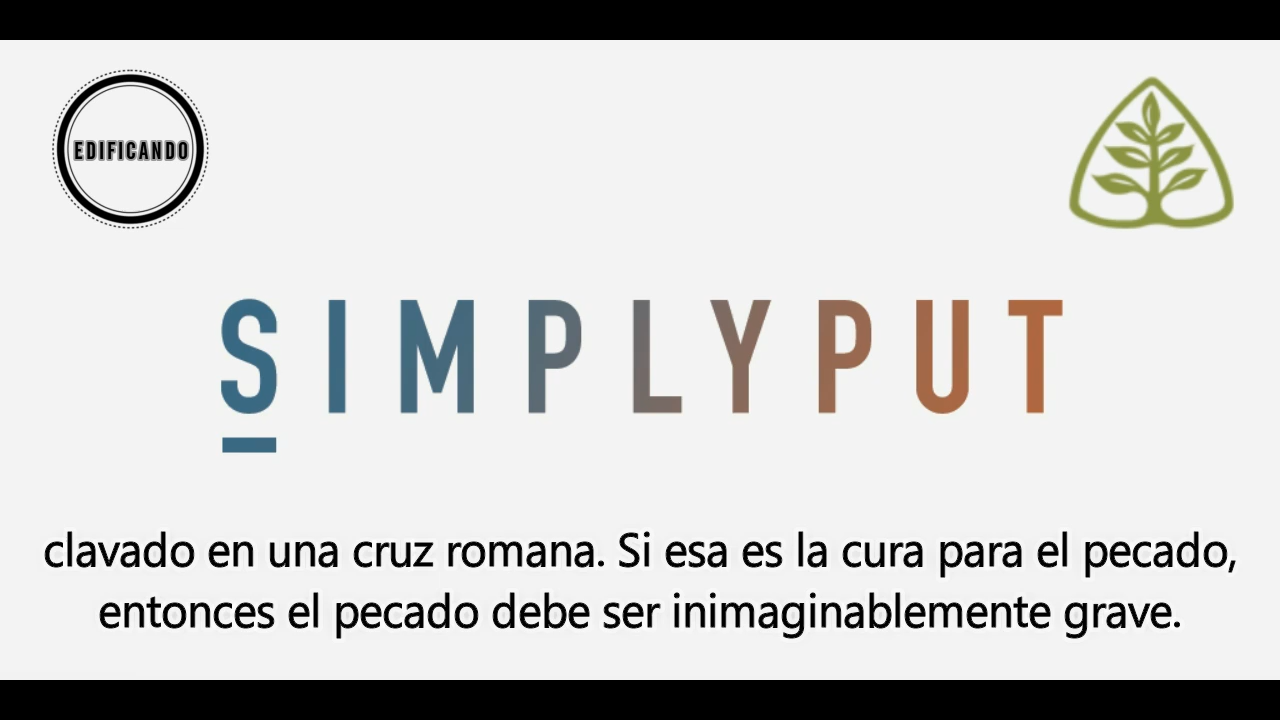 EDIFICANDO
SIMPLYPUT
clavado en una cruz romana. Si esa es la cura para el pecado,
entonces el pecado debe ser inimaginablemente grave.